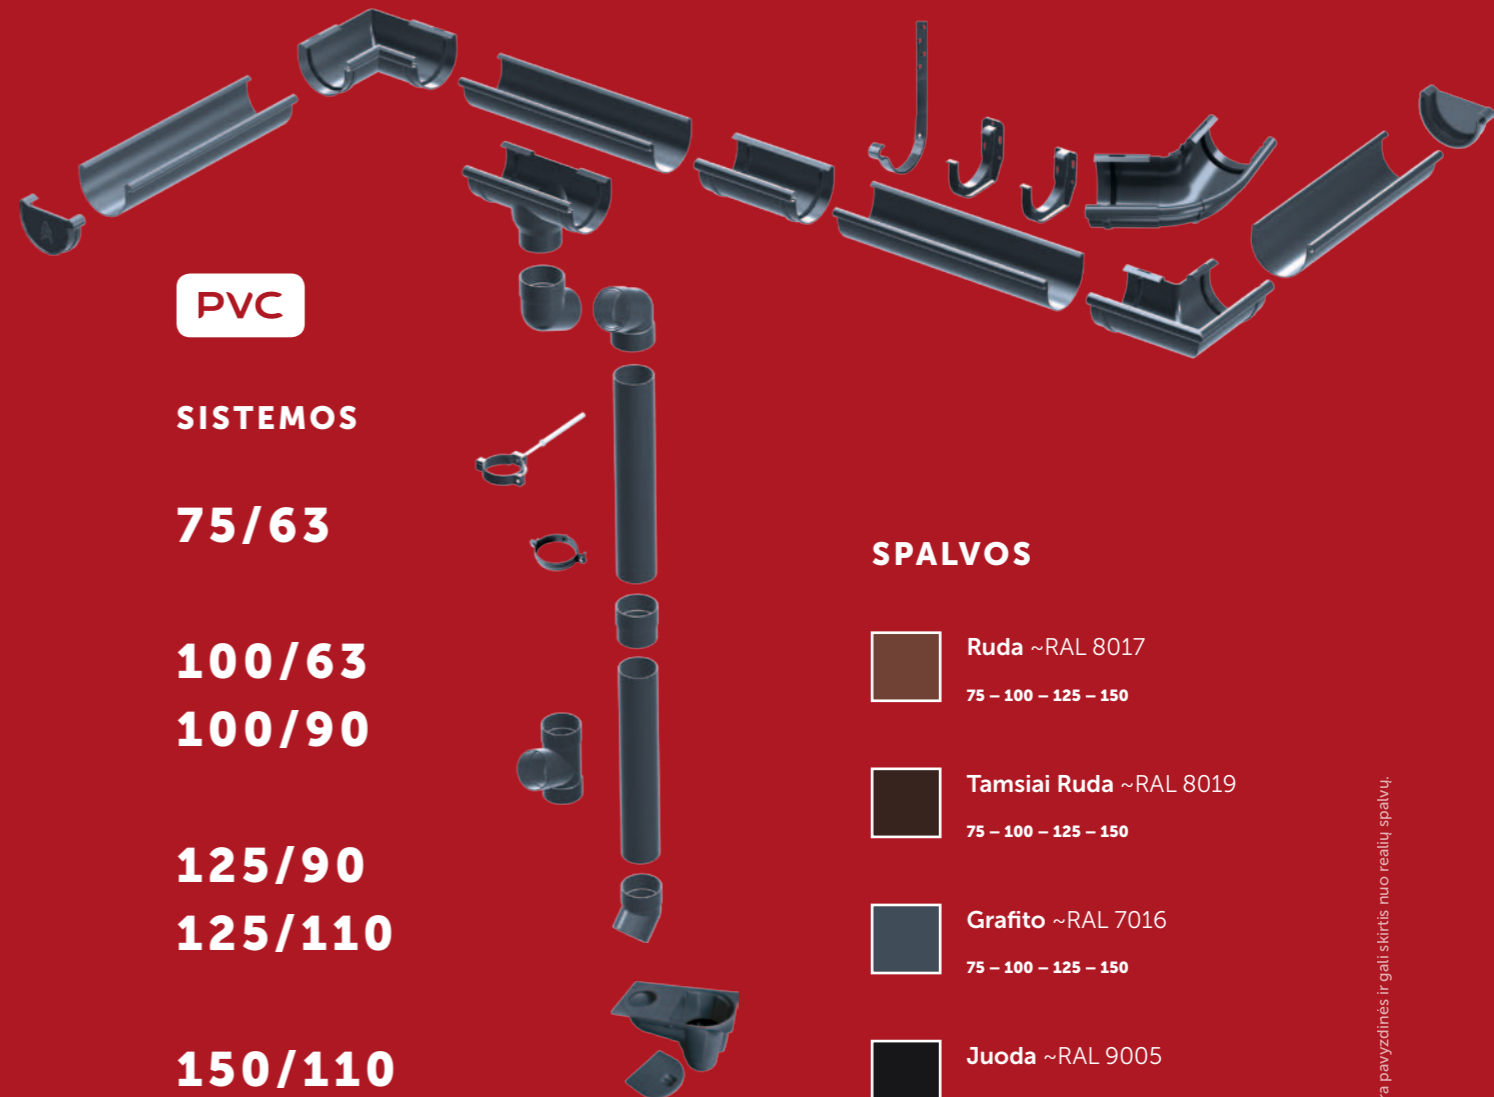 PVC
SISTEMOS
75/63
100/63
100/90
125/90
125/110
150/110
SPALVOS
Ruda ~RAL 8017
75 – 100 – 125 – 150
Tamsiai Ruda ~RAL 8019
75 – 100 – 125 – 150
Grafito ~RAL 7016
75 – 100 – 125 – 150
Juoda ~RAL 9005
pavyzdinės ir gali skirtis nuo realių spalvų.